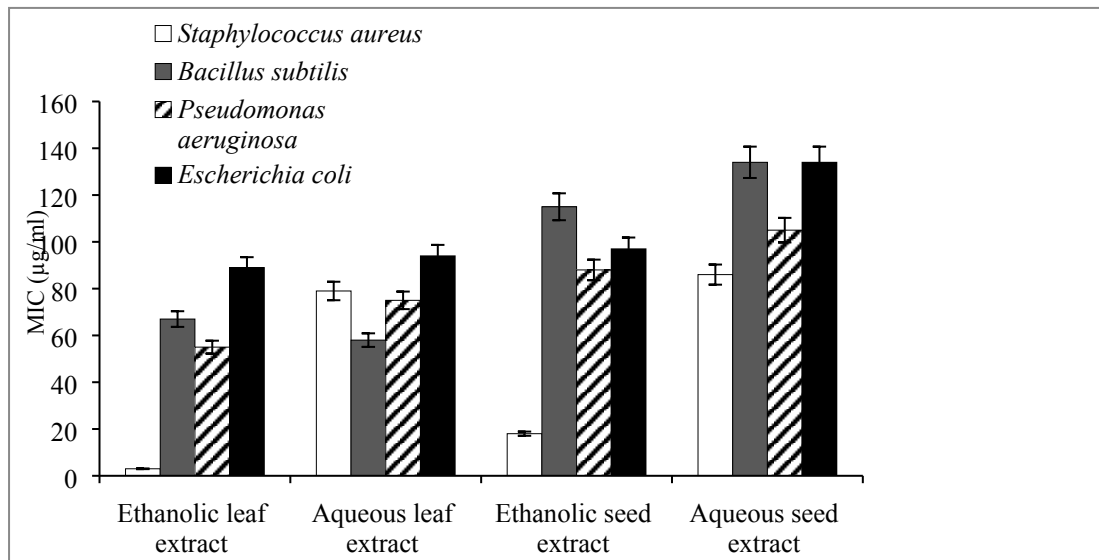 Staphylococcus aureus
Bacillus subtilis
Pseudomonas
aeruginosa
Escherichia coli
MIC (µg/ml)
160
140
120
100
80
60
40
20
0
Ethanolic leaf
extract
Aqueous leaf
extract
Ethanolic seed
extract
Aqueous seed
extract